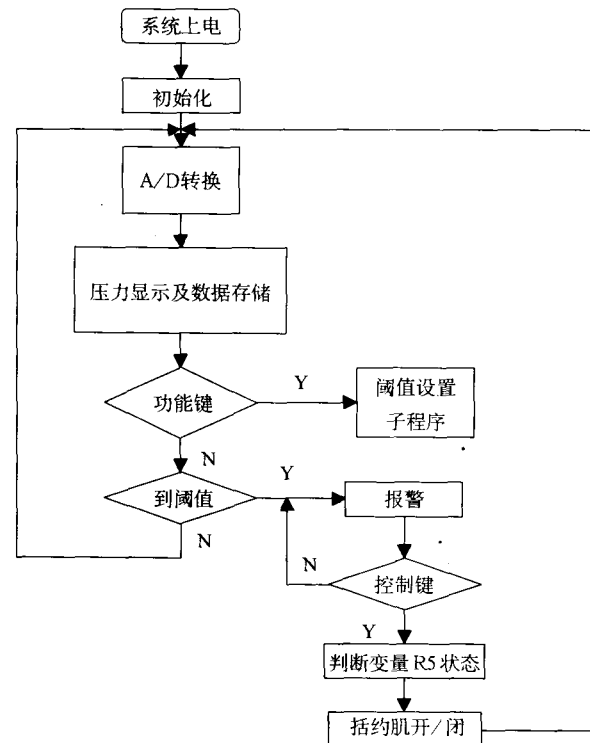 系统上电
初始化
A/D转换
压力显示及数据存储
功能键
Y
阈值设置
子程序
N
到阈值
Y
报警
N
N
控制键
Y
判断变量 R5 状态
括约肌开/闭